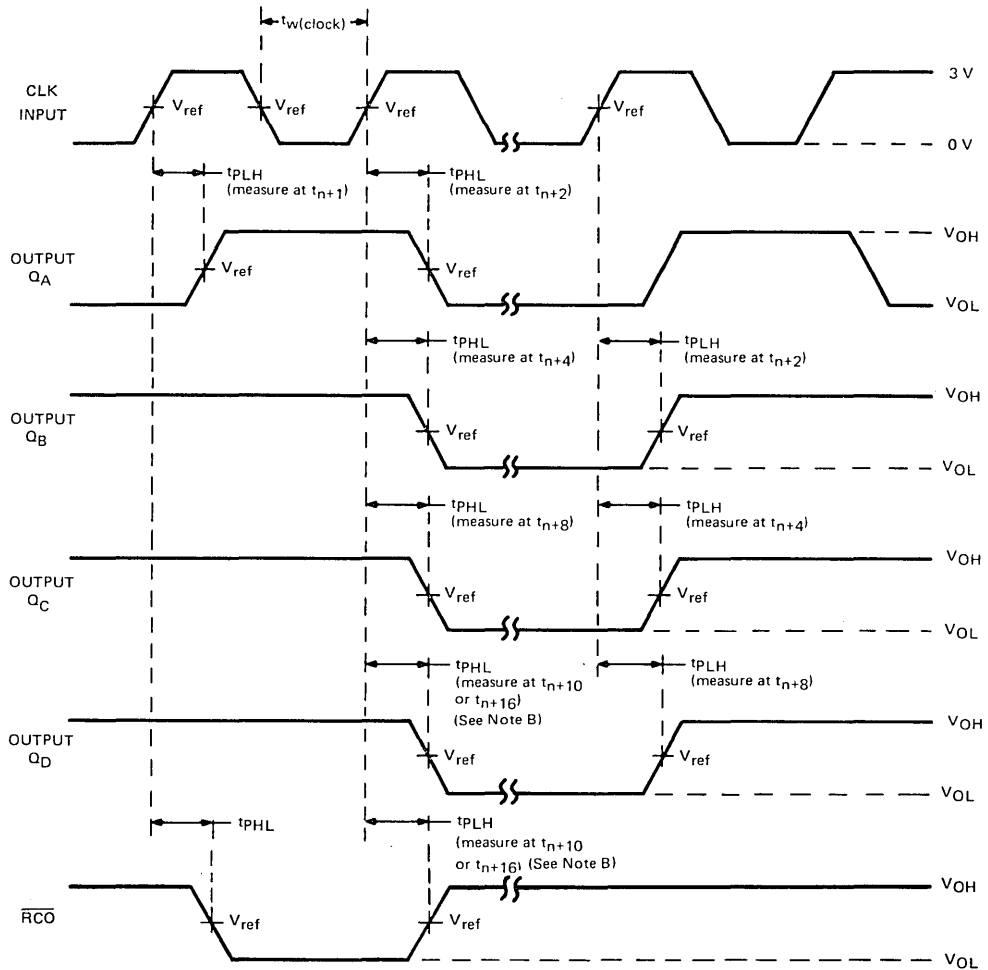 tw(clock)
CLK
INPUT
Vref
Vref
Vref
Vref
3 V
0 V
tPLH
(measure at tn+1)
tPHL
(measure at tn+2)
OUTPUT
QA
Vref
Vref
VOH
VOL
tPHL
(measure at tn+4)
tPLH
(measure at tn+2)
OUTPUT
QB
Vref
Vref
VOH
VOL
tPHL
(measure at tn+8)
tPLH
(measure at tn+4)
OUTPUT
QC
Vref
Vref
VOH
VOL
tPHL
(measure at tn+10
or tn+16)
(See Note B)
tPLH
(measure at tn+8)
OUTPUT
QD
Vref
Vref
VOH
VOL
tPHL
tPLH
(measure at tn+10
or tn+16) (See Note B)
RCO
Vref
Vref
VOH
VOL